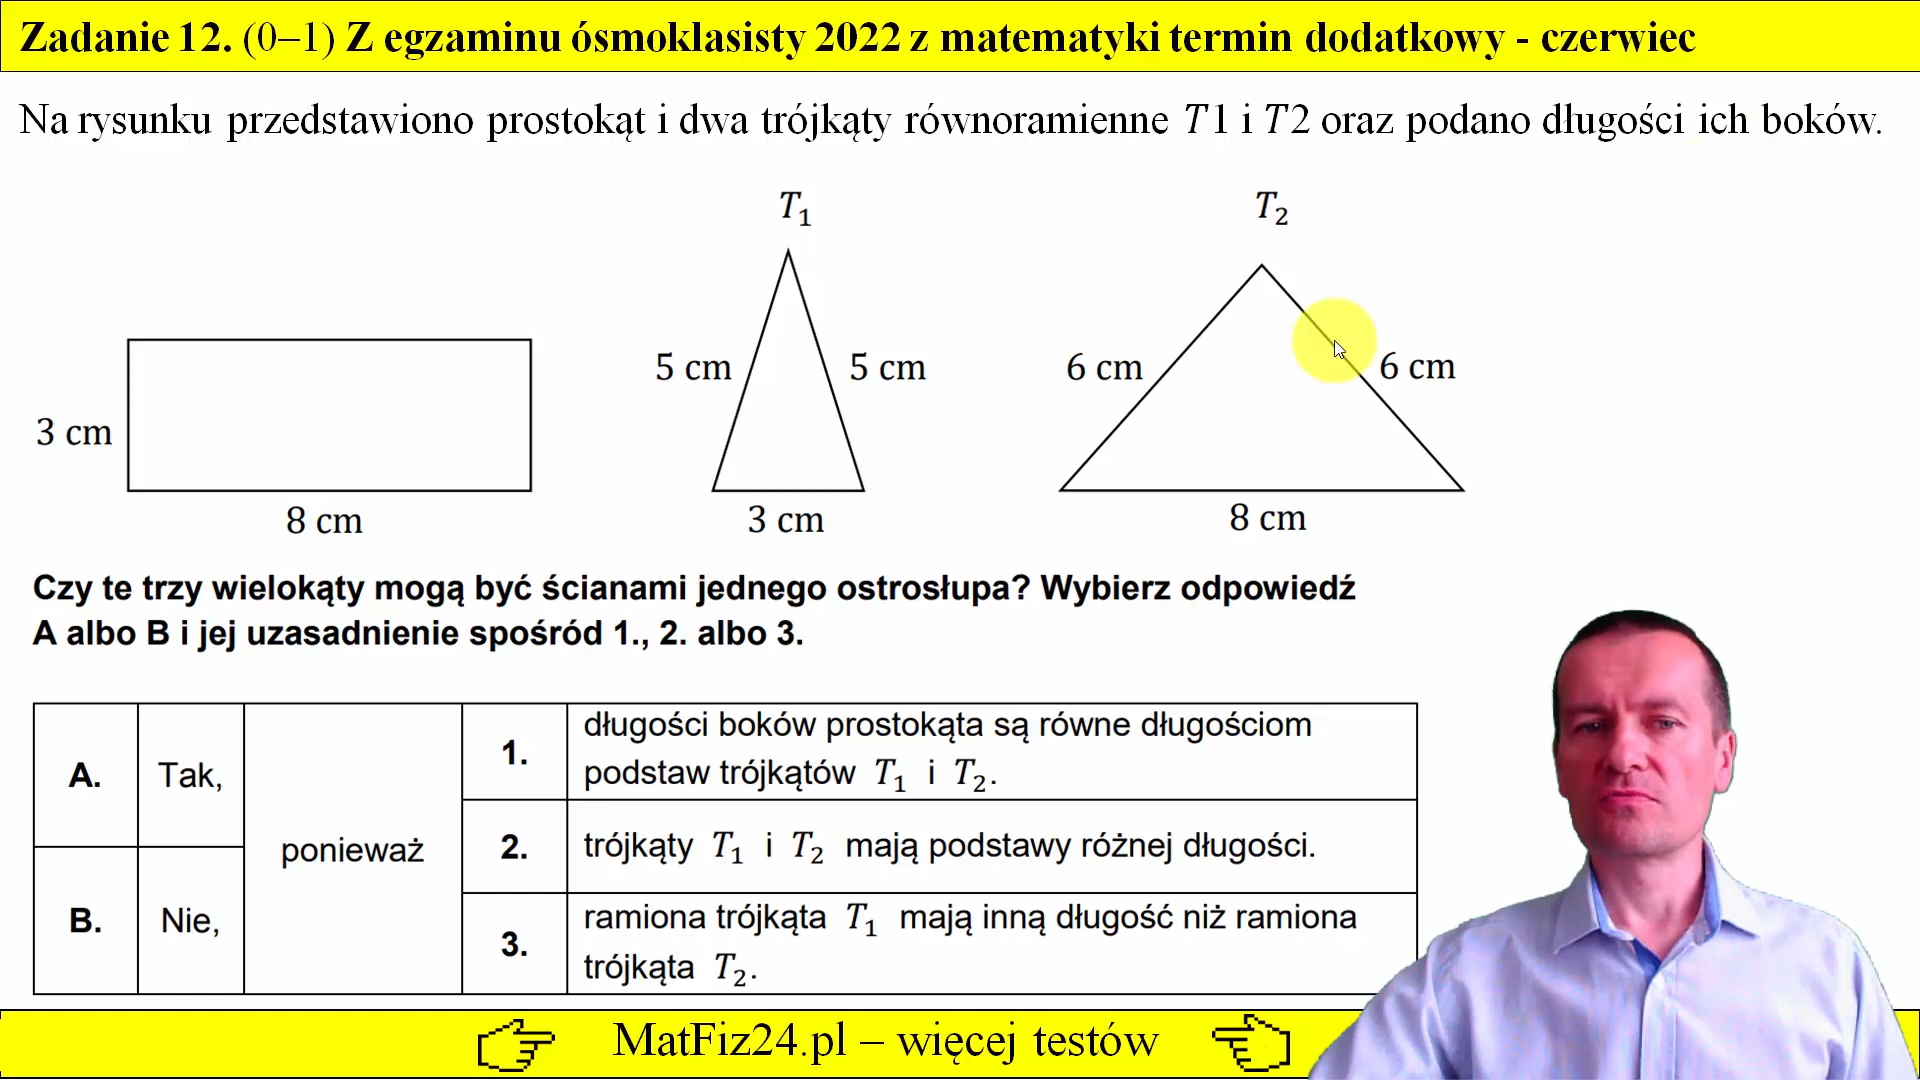 Zadanie 12. (0–1) Z egzaminu ósmoklasisty 2022 z matematyki termin dodatkowy - czerwiec
Na rysunku przedstawiono prostokąt i dwa trójkąty równoramienne T1 i T2 oraz podano długości ich boków.
T₁
T₂
5 cm
5 cm
6 cm
6 cm
3 cm
8 cm
3 cm
8 cm
Czy te trzy wielokąty mogą być ścianami jednego ostrosłupa? Wybierz odpowiedź
A albo B i jej uzasadnienie spośród 1., 2. albo 3.
A.
Tak,
B.
Nie,
ponieważ
1.
długości boków prostokąta są równe długościom
podstaw trójkątów T₁ i T₂.
2.
trójkąty T₁ i T₂ mają podstawy różnej długości.
3.
ramiona trójkąta T₁ mają inną długość niż ramiona
trójkąta T₂.
MatFiz24.pl – więcej testów